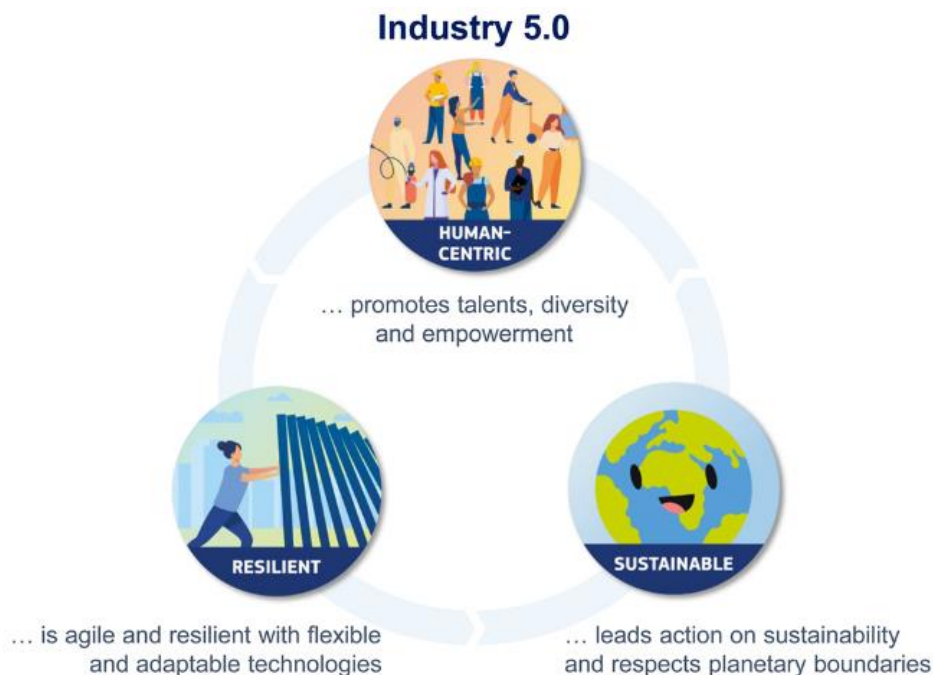 Industry 5.0
HUMAN-
CENTRIC
... promotes talents, diversity
and empowerment
RESILIENT
... is agile and resilient with flexible
and adaptable technologies
SUSTAINABLE
... leads action on sustainability
and respects planetary boundaries